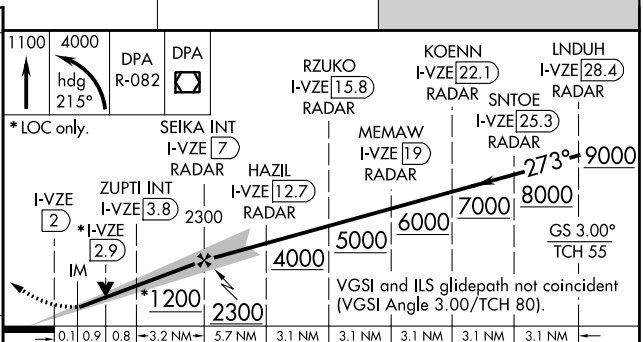 1100
4000
hdg
215°
DPA
R-082
DPA
* LOC only.
LNDUH
I-VZE 28.4
RADAR
KOENN
I-VZE 22.1
RADAR
RZUKO
I-VZE 15.8
RADAR
SNTOE
I-VZE 25.3
RADAR
SEIKA INT
I-VZE 7
RADAR
MEMAW
I-VZE 19
RADAR
HAZIL
I-VZE 12.7
RADAR
ZUPTI INT
I-VZE 3.8
I-VZE
2
*I-VZE
2.9
IM
2300
273°
9000
8000
7000
6000
5000
4000
2300
*1200
GS 3.00°
TCH 55
VGSI and ILS glidepath not coincident
(VGSI Angle 3.00/TCH 80).
0.1 0.9 0.8 3.2 NM 5.7 NM 3.1 NM 3.1 NM 3.1 NM 3.1 NM 3.1 NM